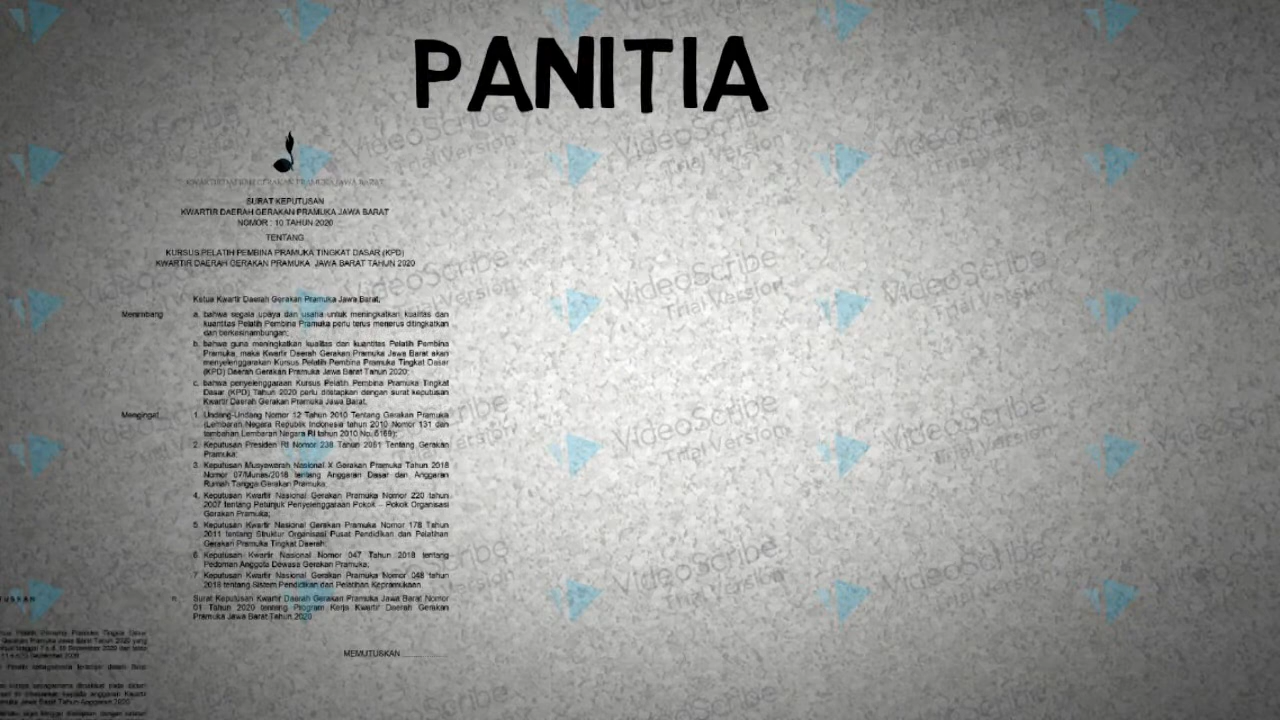 PANITIA
KWARTIR DAERAH GERAKAN PRAMUKA JAWA BARAT
SURAT KEPUTUSAN
KWARTIR DAERAH GERAKAN PRAMUKA JAWA BARAT
NOMOR : 10 TAHUN 2020
TENTANG
KURSUS PELATIH PEMBINA PRAMUKA TINGKAT DASAR (KPD)
KWARTIR DAERAH GERAKAN PRAMUKA JAWA BARAT TAHUN 2020
Ketua Kwartir Daerah Gerakan Pramuka Jawa Barat,
Menimbang a. bahwa segala upaya dan usaha untuk meningkatkan kualitas dan
kuantitas Pelatih Pembina Pramuka perlu terus menerus ditingkatkan
dan berkesinambungan;
b. bahwa guna meningkatkan kualitas dan kuantitas Pelatih Pembina
Pramuka, maka Kwartir Daerah Gerakan Pramuka Jawa Barat akan
menyelenggarakan Kursus Pelatih Pembina Pramuka Tingkat Dasar
(KPD) Daerah Gerakan Pramuka Jawa Barat Tahun 2020;
c. bahwa penyelenggaraan Kursus Pelatih Pembina Pramuka Tingkat
Dasar (KPD) Tahun 2020 perlu ditetapkan dengan surat keputusan
Kwartir Daerah Gerakan Pramuka Jawa Barat.
Mengingat 1. Undang-Undang Nomor 12 Tahun 2010 Tentang Gerakan Pramuka
(Lembaran Negara Republik Indonesia tahun 2010 Nomor 131 dan
tambahan Lembaran Negara RI tahun 2010 No. 5169);
2. Keputusan Presiden RI Nomor 238 Tahun Tentang Gerakan
Pramuka;
3. Keputusan Musyawarah Nasional X Gerakan Pramuka Tahun 2018
Nomor 07/Munas/2018 tentang Anggaran Dasar dan Anggaran
Rumah Tangga Gerakan Pramuka;
4. Keputusan Kwartir Nasional Gerakan Pramuka Nomor 220 tahun
2007 tentang Petunjuk Penyelenggaraan Pokok – Pokok Organisasi
Gerakan Pramuka;
5. Keputusan Kwartir Nasional Gerakan Pramuka Nomor 178 Tahun
2011 tentang Struktur Organisasi Pusat Pendidikan dan Pelatihan
Gerakan Pramuka Tingkat Daerah;
6. Keputusan Kwartir Nasional Nomor 047 Tahun 2018 tentang
Pedoman Anggota Dewasa Gerakan Pramuka;
7. Keputusan Kwartir Nasional Gerakan Pramuka Nomor 048 tahun
2018 tentang Sistem Pendidikan dan Pelatihan Kepramukaan
Surat Keputusan Kwartir Daerah Gerakan Pramuka Jawa Barat Nomor
01 Tahun 2020 tentang Program Kerja Kwartir Daerah Gerakan
Pramuka Jawa Barat Tahun 2020
MEMUTUSKAN
VideoScribe
Trial Version